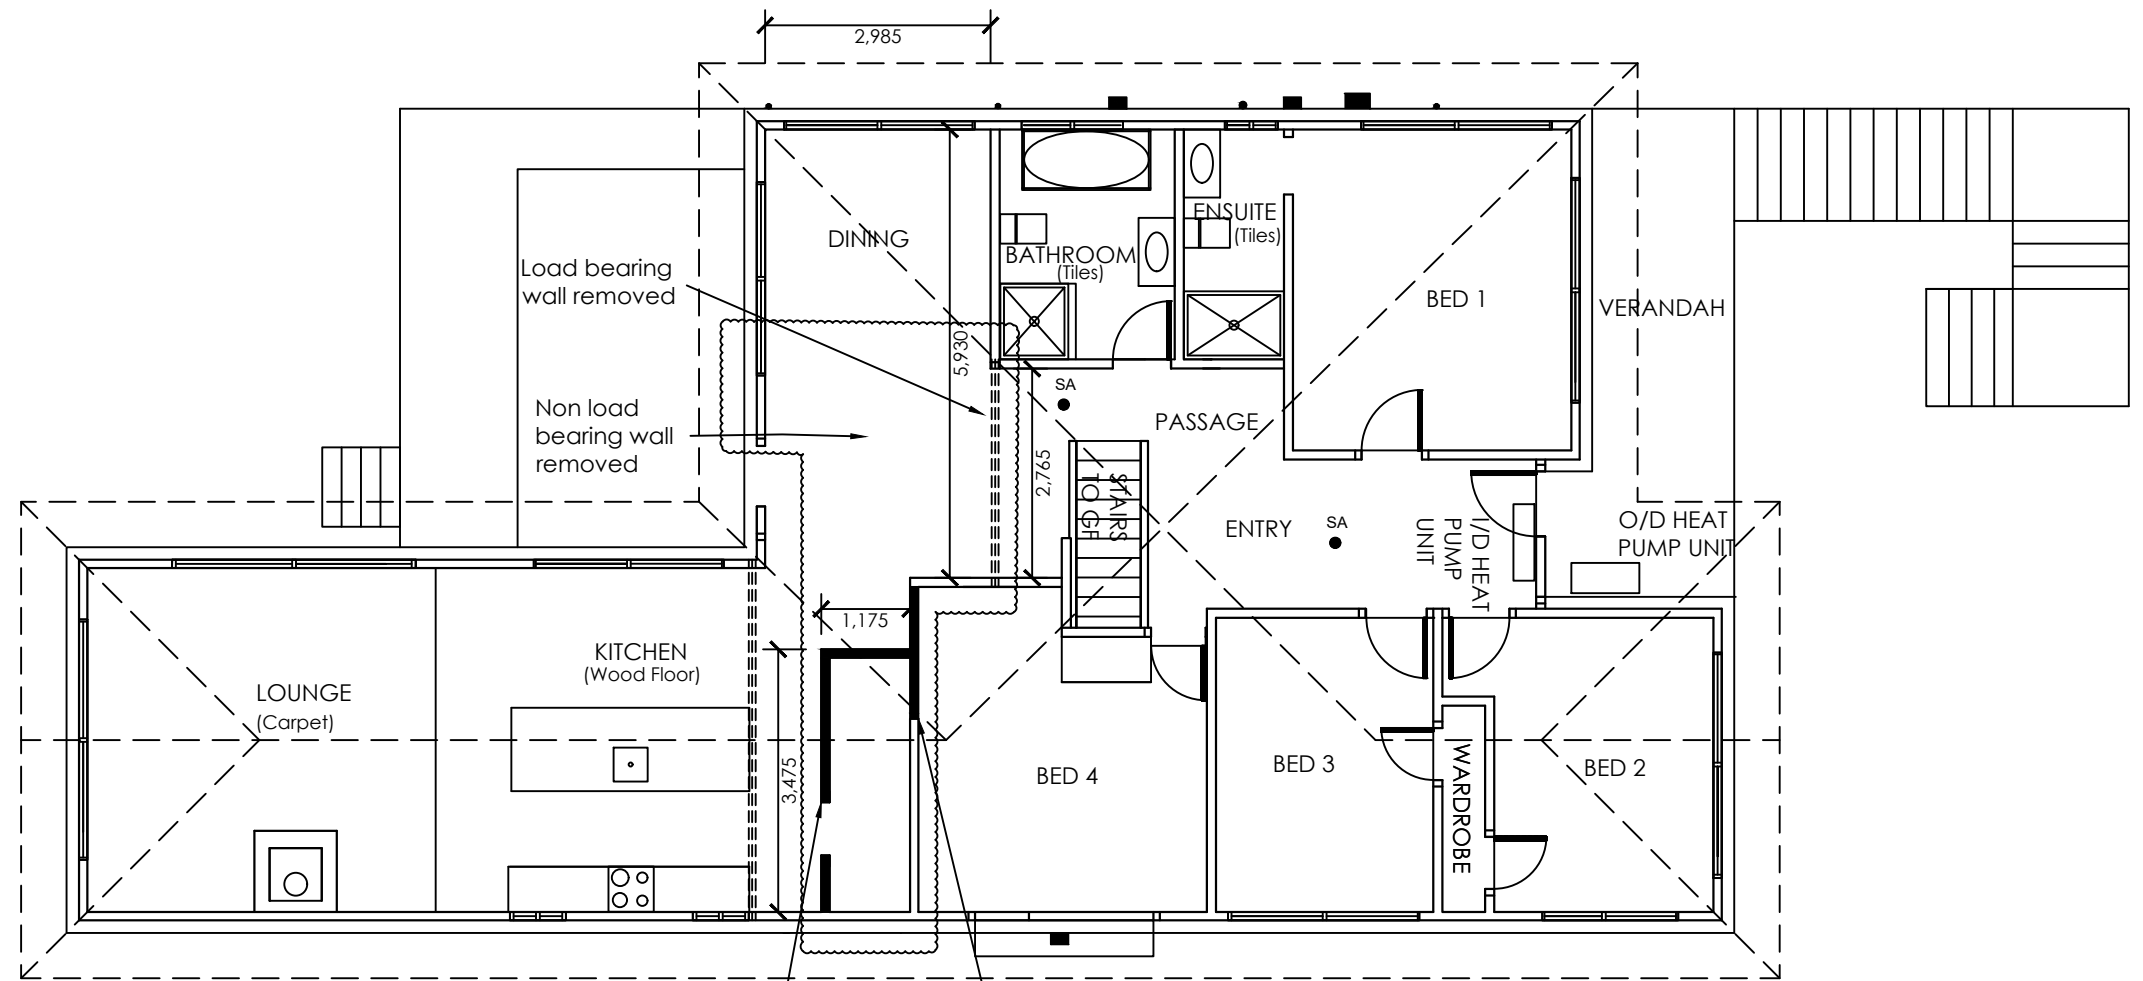 2,985
DINING
Load bearing
wall removed
ENSUITE
(Tiles)
BATHROOM
(Tiles)
BED 1
VERANDAH
5,930
SA
Non load
bearing wall
removed
PASSAGE
2,765
STAIRS
TO GF
ENTRY
SA
I/D HEAT
PUMP
UNIT
O/D HEAT
PUMP UNIT
1,175
KITCHEN
(Wood Floor)
LOUNGE
(Carpet)
3,475
BED 4
BED 3
WARDROBE
BED 2